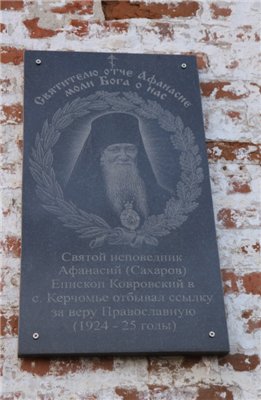 Святителю отче Афанасие
моли Бога о нас
Святой исповедник
Афанасий (Сахаров)
Епископ Ковровский в
с. Керчомье отбывал ссылку
за веру Православную
(1924 - 25 годы)